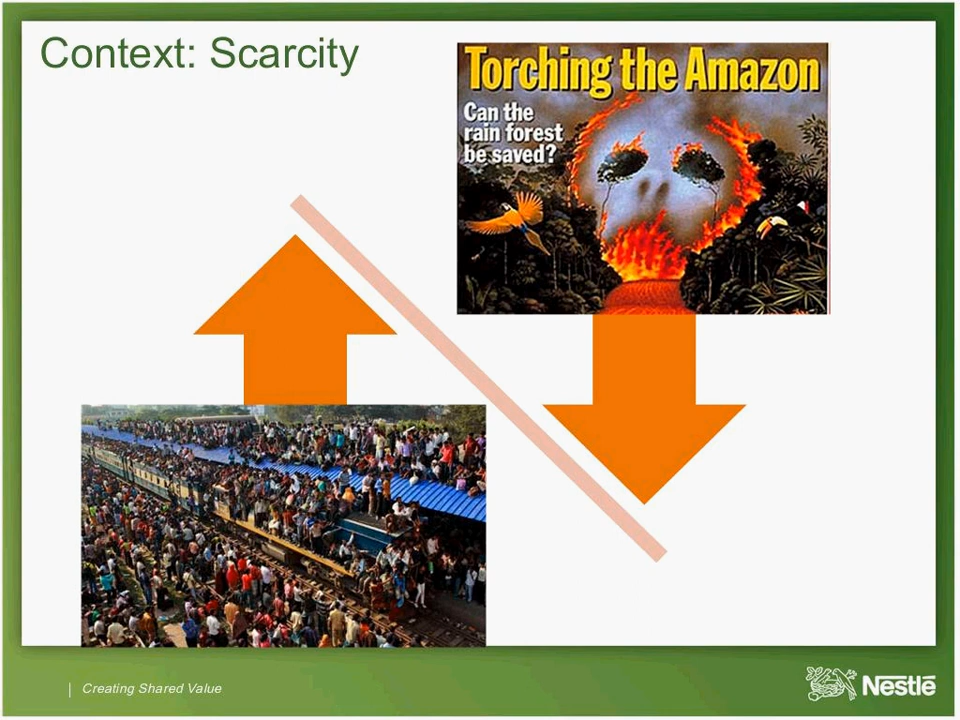 Context: Scarcity
Torching the Amazon
Can the
rain forest
be saved?
Creating Shared Value
Nestlé